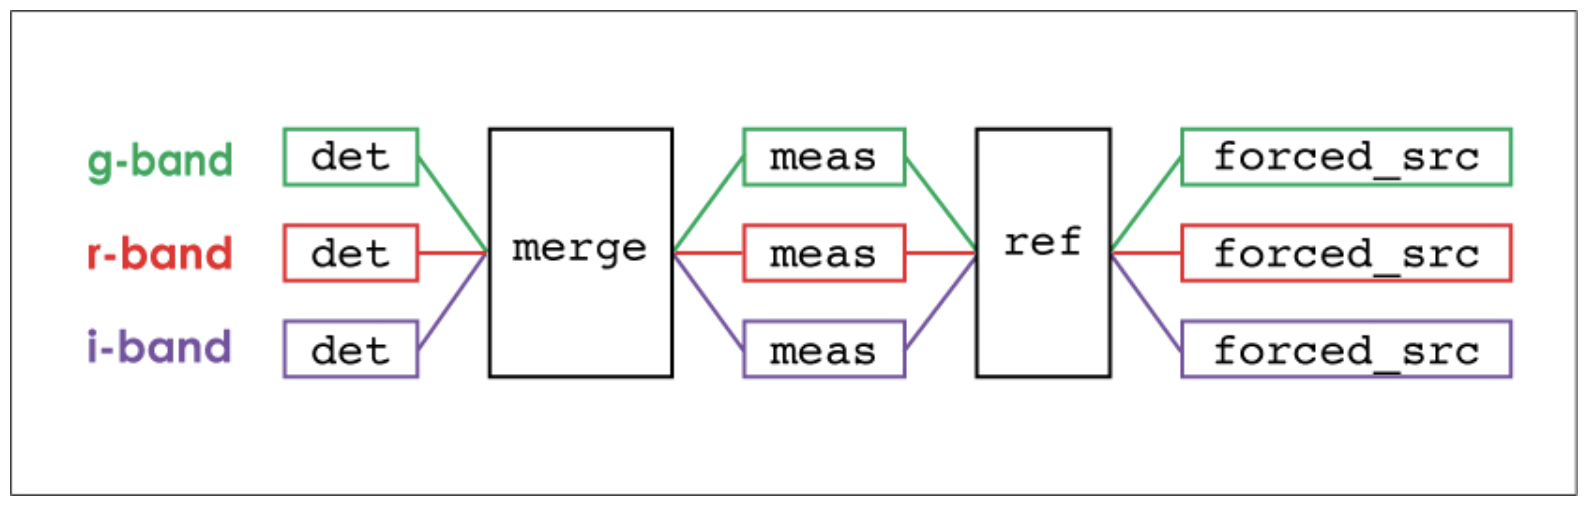 g-band det meas forced_src
r-band det merge meas ref forced_src
i-band det meas forced_src